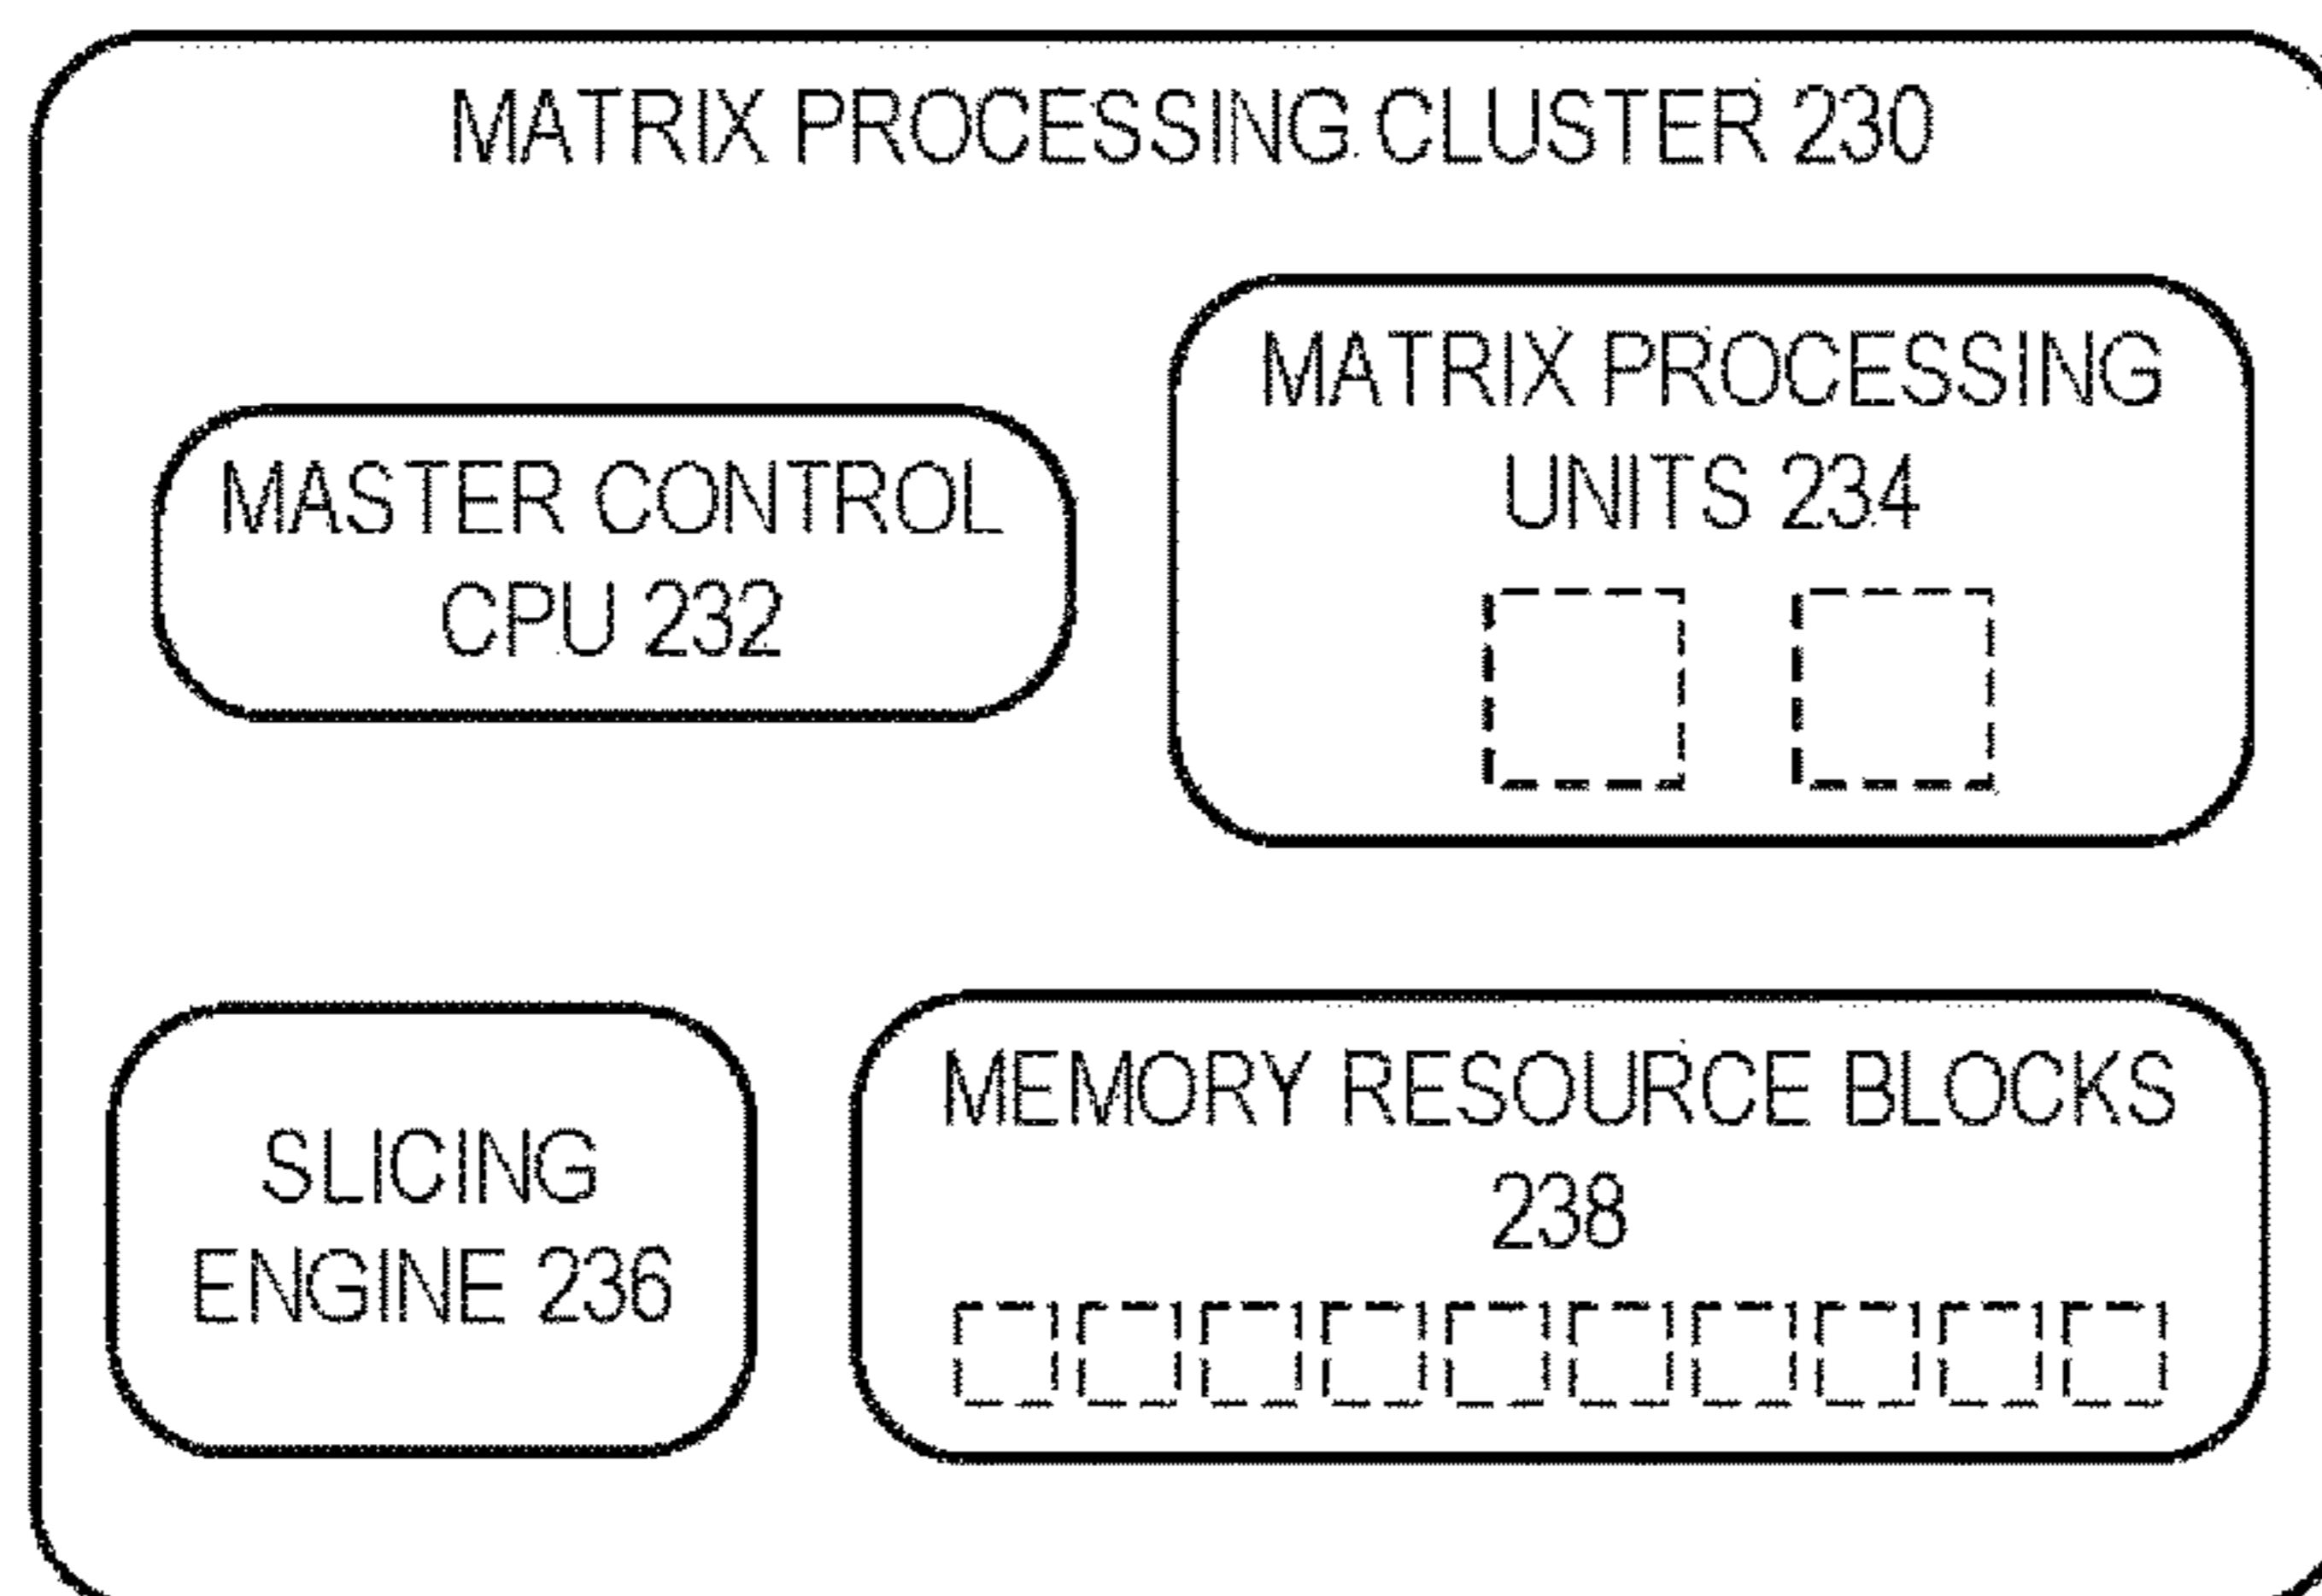 MATRIX PROCESSING CLUSTER 230
MATRIX PROCESSING
UNITS 234
MASTER CONTROL
CPU 232
SLICING
ENGINE 236
MEMORY RESOURCE BLOCKS
238